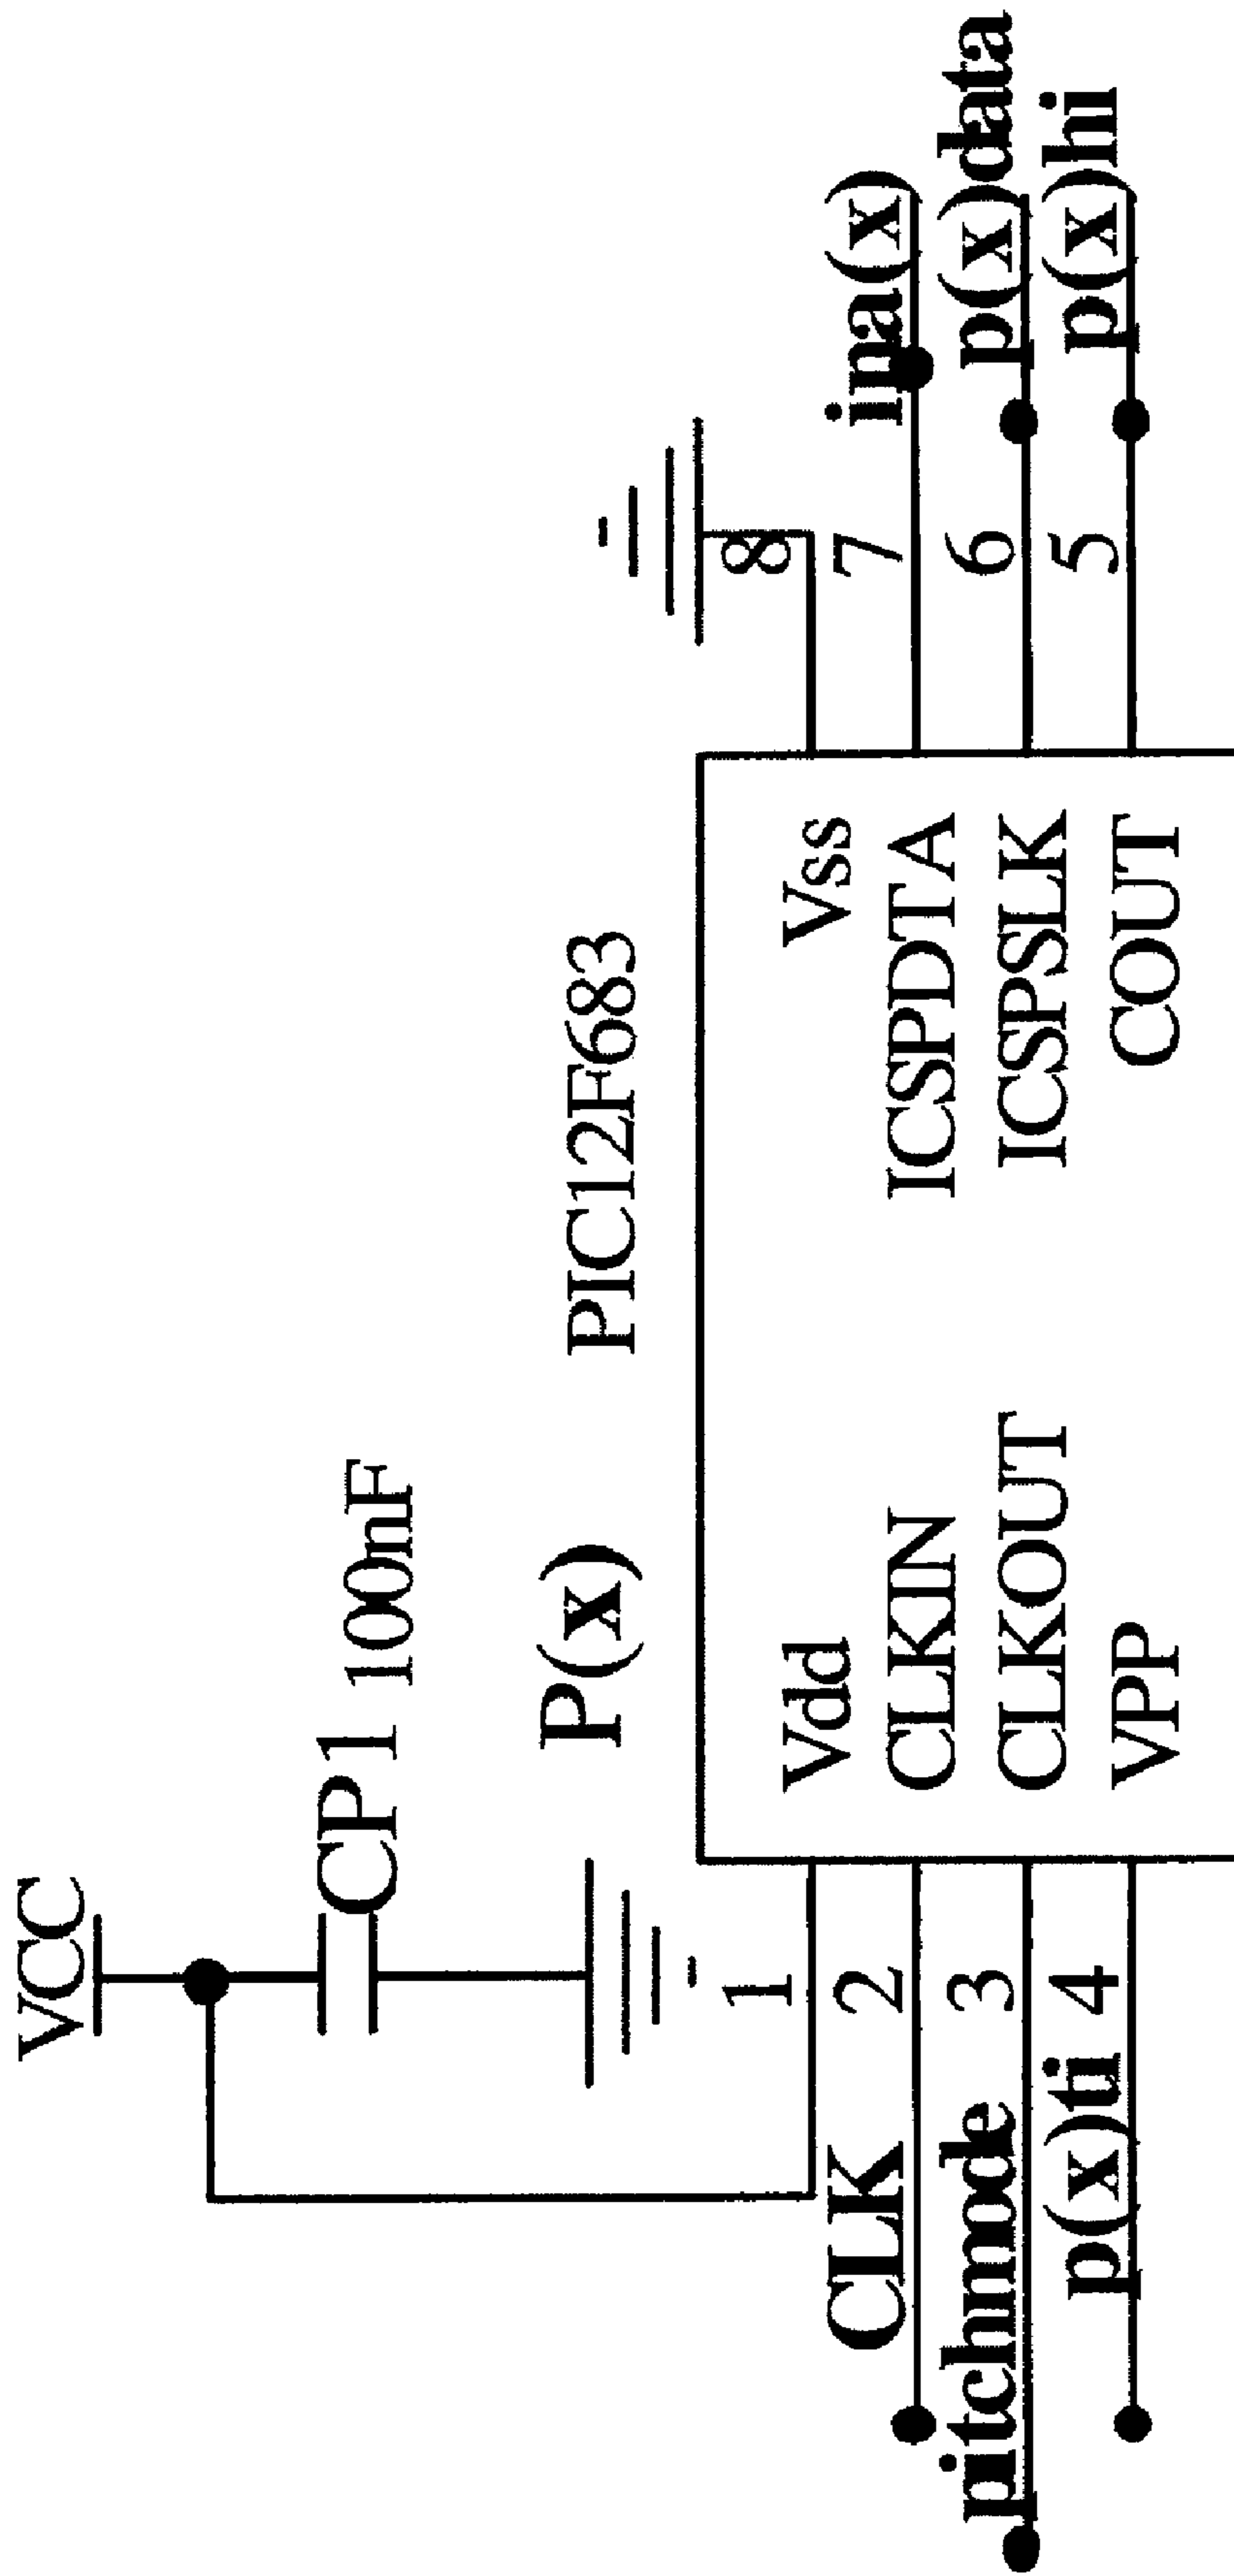 VCC
CP1 100nF
P(x)
PIC12F683
1
Vdd
Vss
8
CLK
2
CLKIN
ICSPDTA
7
ina(x)
pitchmode
3
CLKOUT
ICSPSLK
6
p(x)data
p(x)ti
4
VPP
COUT
5
p(x)hi